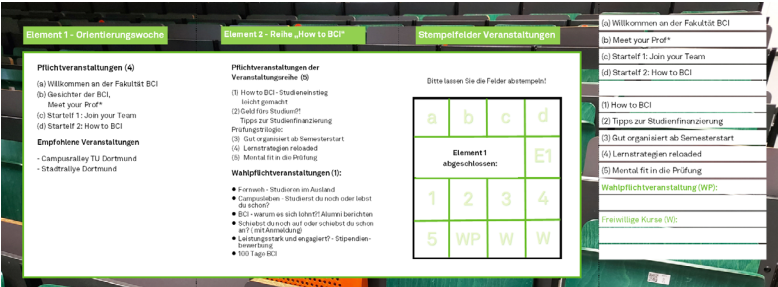 Element 1 - Orientierungswoche
Pflichtveranstaltungen (4)
(a) Willkommen an der Fakultät BCI
(b) Gesichter der BCI,
Meet your Prof*
(c) Startelf 1: Join your Team
(d) Startelf 2: How to BCI
Empfohlene Veranstaltungen
- Campusralley TU Dortmund
- Stadtrallye Dortmund
Element 2 - Reihe „How to BCI"
Pflichtveranstaltungen der
Veranstaltungsreihe (5)
(1) How to BCI - Studieneinstieg
leicht gemacht
(2) Geld fürs Studium?!
Tipps zur Studienfinanzierung
Prüfungstrilogie:
(3) Gut organisiert ab Semesterstart
(4) Lernstrategien reloaded
(5) Mental fit in die Prüfung
Wahlpflichtveranstaltungen (1):
● Fernweh - Studieren im Ausland
● Campusleben - Studierst du noch oder lebst
du schon?
● BCI - warum es sich lohnt?! Alumni berichten
● Schiebst du noch auf oder schiebst du schon
an? (mit Anmeldung)
● Leistungsstark und engagiert? - Stipendien-
bewerbung
● 100 Tage BCI
Stempelfelder Veranstaltungen
Bitte lassen Sie die Felder abstempeln!
a b c d
Element 1
abgeschlossen:
E1
1 2 3 4
5 WP W W
(a) Willkommen an der Fakultät BCI
(b) Meet your Prof*
(c) Startelf 1: Join your Team
(d) Startelf 2: How to BCI
(1) How to BCI
(2) Tipps zur Studienfinanzierung
(3) Gut organisiert ab Semesterstart
(4) Lernstrategien reloaded
(5) Mental fit in die Prüfung
Wahlpflichtveranstaltung (WP):
Freiwillige Kurse (W):